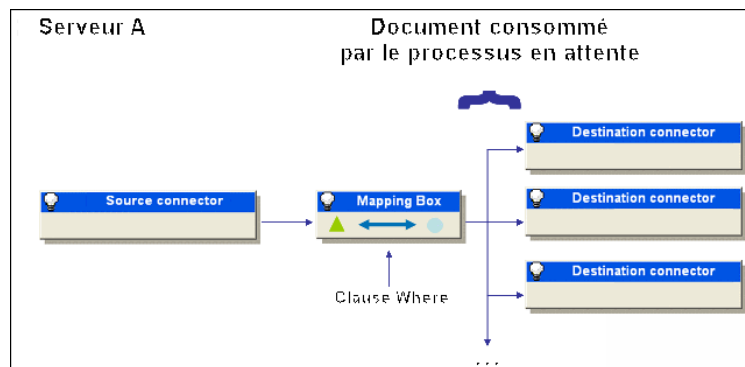 Serveur A
Document consommé
par le processus en attente
Destination connector
Source connector
Mapping Box
Destination connector
Destination connector
Clause Where
...